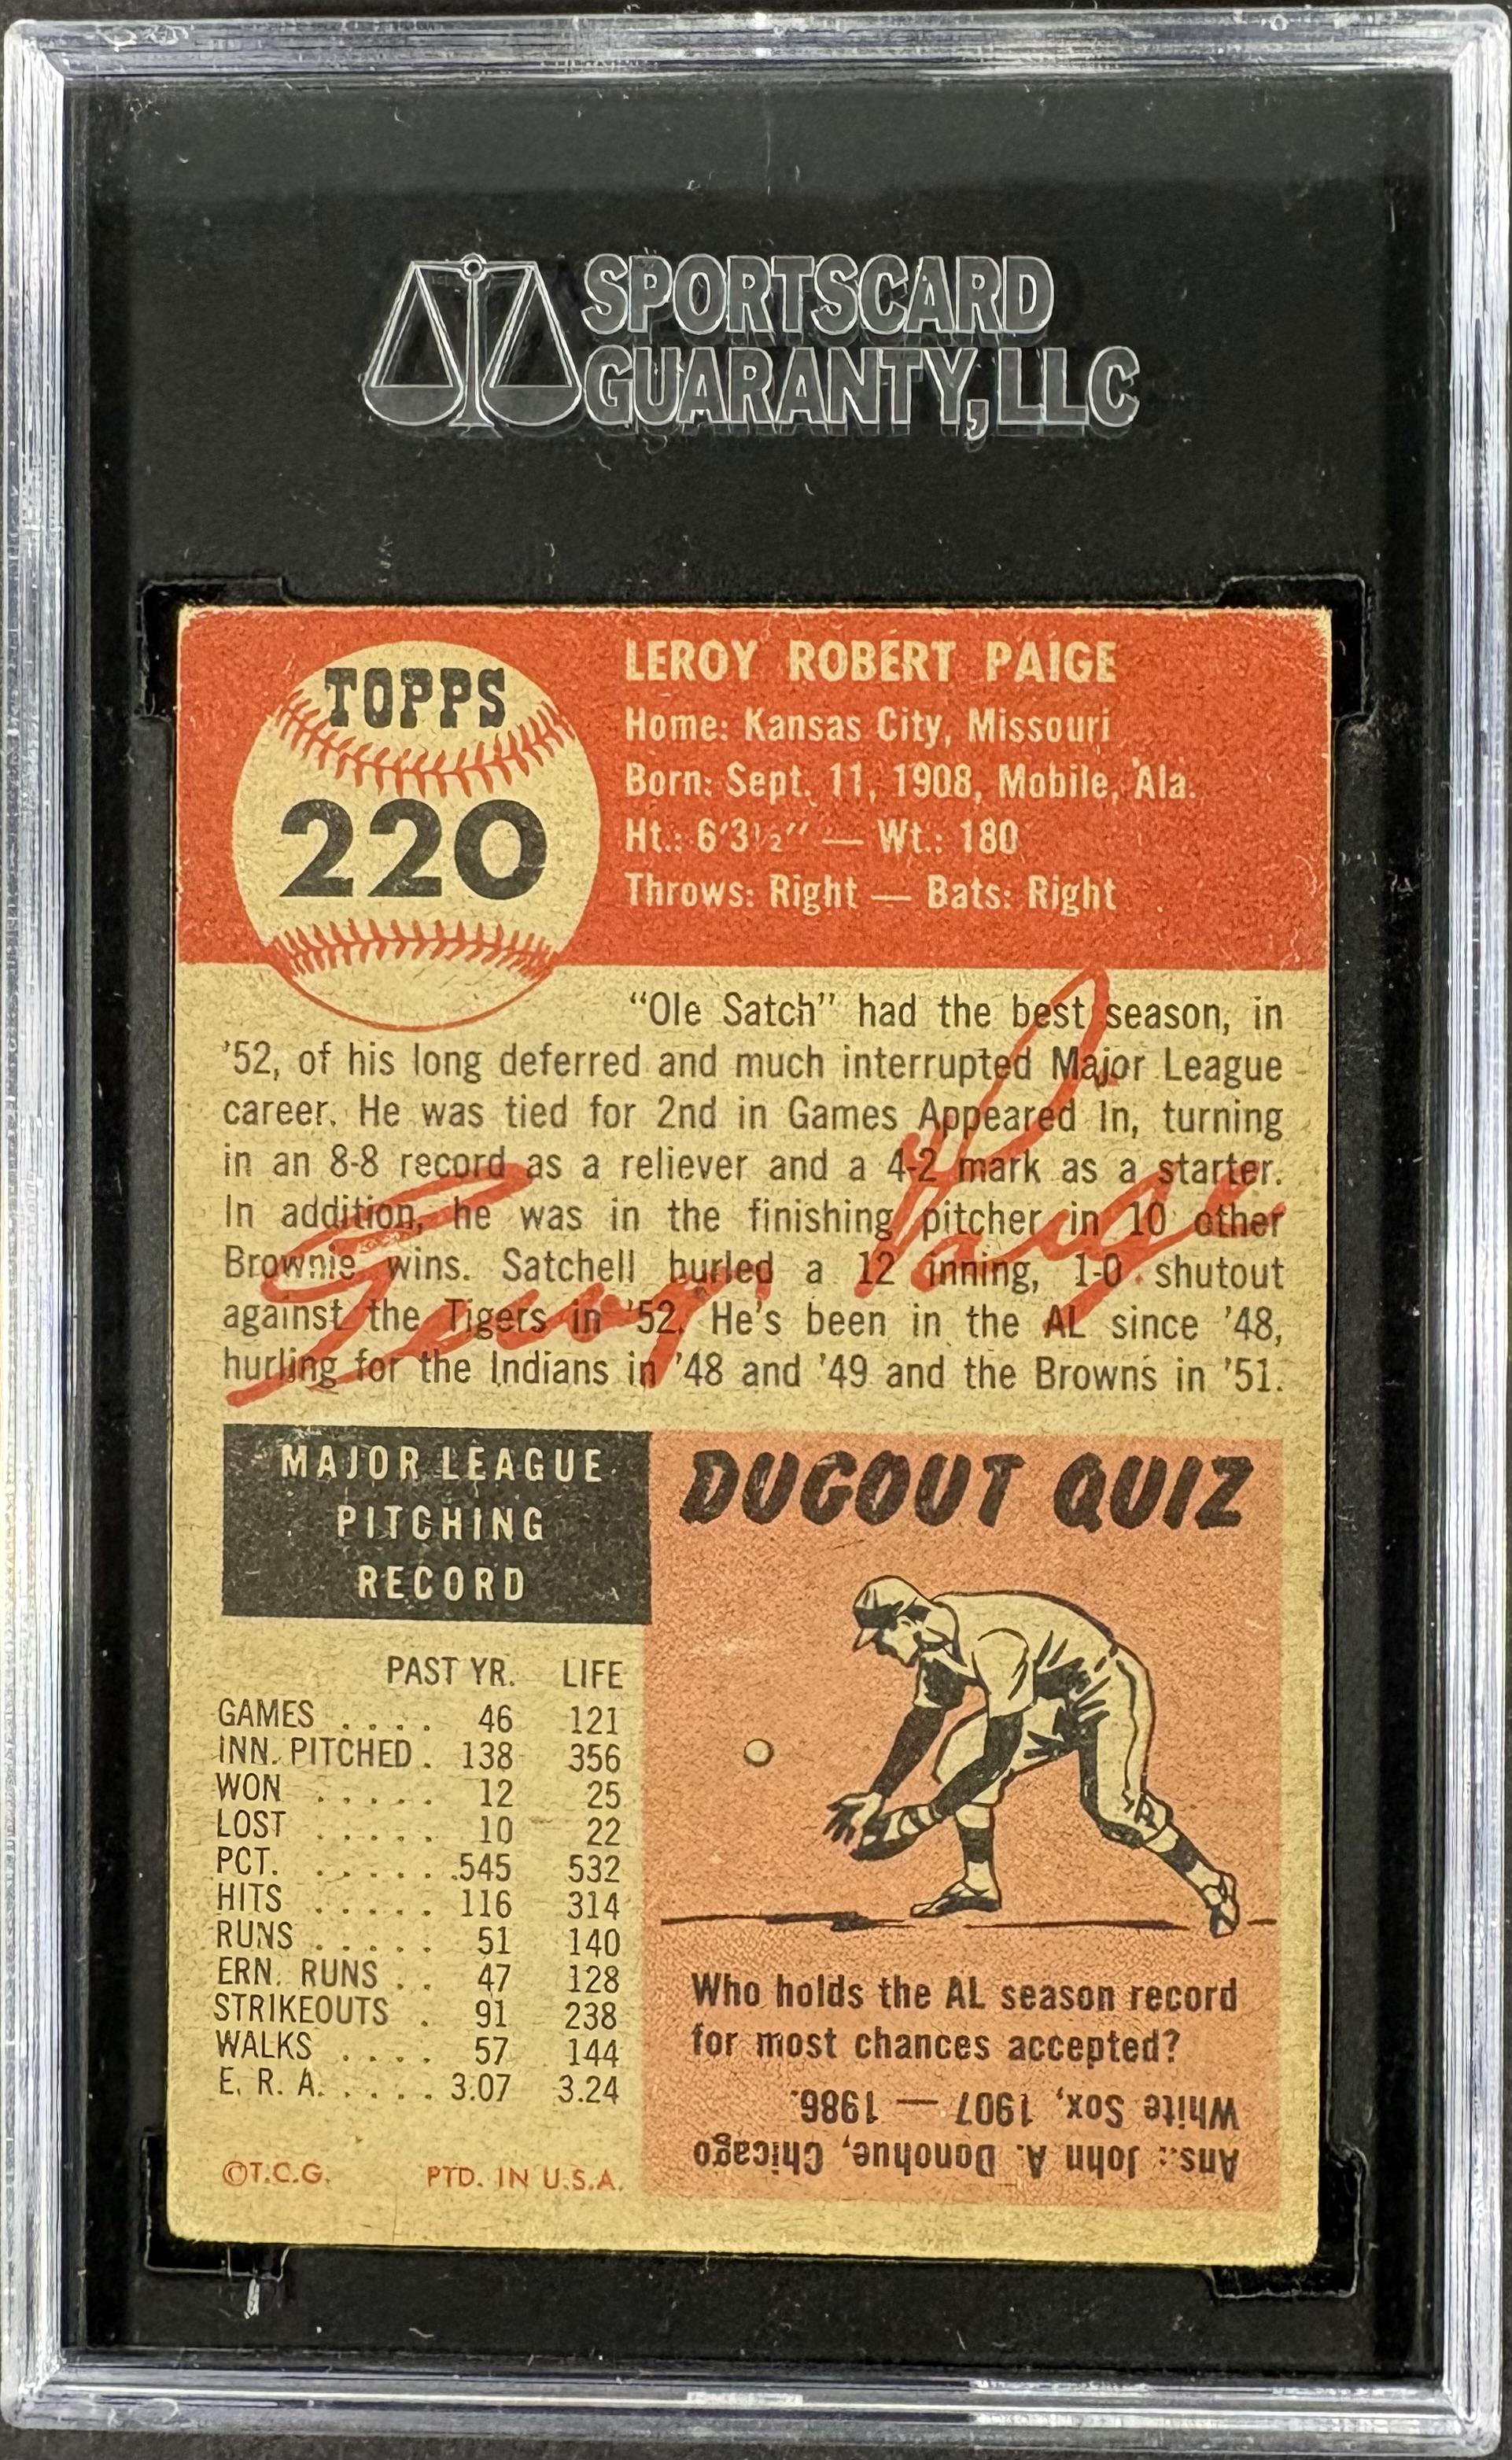 SPORTSCARD
GUARANTY, LLC
TOPPS
220
LEROY ROBERT PAIGE
Home: Kansas City, Missouri
Born: Sept. 11, 1908, Mobile, Ala.
Ht.: 6'3½" — Wt.: 180
Throws: Right — Bats: Right
"Ole Satch" had the best season, in
'52, of his long deferred and much interrupted Major League
career. He was tied for 2nd in Games Appeared In, turning
in an 8-8 record as a reliever and a 4-2 mark as a starter.
In addition, he was in the finishing pitcher in 10 other
Brownie wins. Satchell hurled a 12 inning, 1-0 shutout
against the Tigers in '52. He's been in the AL since '48,
hurling for the Indians in '48 and '49 and the Browns in '51.
Leroy Paige
MAJOR LEAGUE
PITCHING
RECORD
PAST YR. LIFE
GAMES . . . . 46 121
INN. PITCHED . 138 356
WON . . . . . 12 25
LOST . . . . . 10 22
PCT. . . . . . .545 532
HITS . . . . . 116 314
RUNS . . . . . 51 140
ERN. RUNS . . 47 128
STRIKEOUTS . 91 238
WALKS . . . . 57 144
E. R. A. . . . . . 3.07 3.24
©T.C.G. PTD. IN U.S.A.
DUGOUT QUIZ
Who holds the AL season record
for most chances accepted?
Ans.: John A. Donohue, Chicago
White Sox, 1907 — 1986.